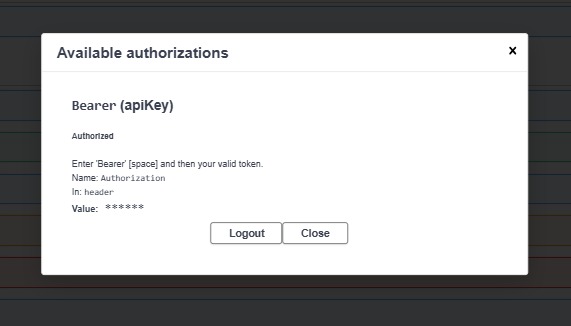 Available authorizations
×
Bearer (apiKey)
Authorized
Enter 'Bearer' [space] and then your valid token.
Name: Authorization
In: header
Value: ******
Logout Close